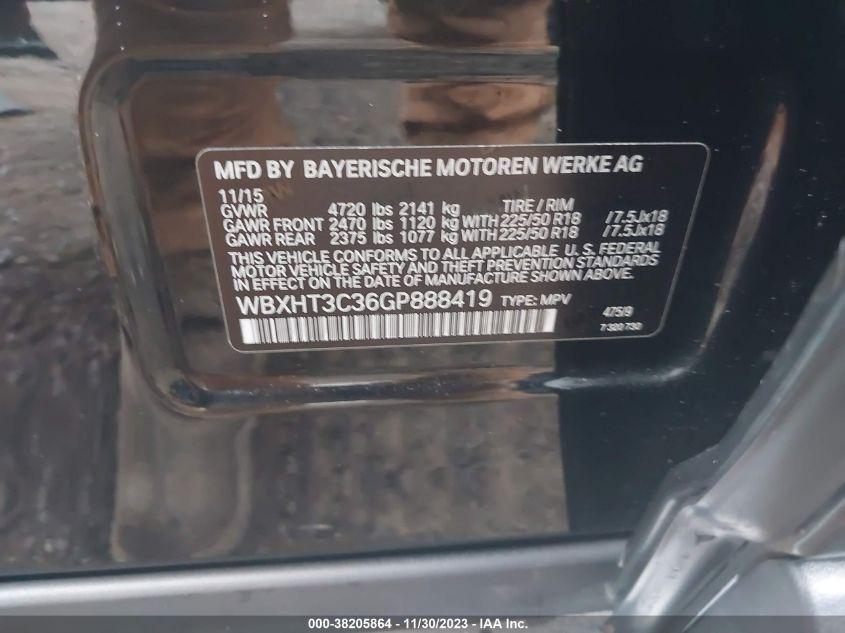 MFD BY BAYERISCHE MOTOREN WERKE AG
11/15
GVWR 4720 lbs 2141 kg TIRE / RIM
GAWR FRONT 2470 lbs 1120 kg WITH 225/50 R18 /7.5Jx18
GAWR REAR 2375 lbs 1077 kg WITH 225/50 R18 /7.5Jx18
THIS VEHICLE CONFORMS TO ALL APPLICABLE U. S. FEDERAL
MOTOR VEHICLE SAFETY AND THEFT PREVENTION STANDARDS
IN EFFECT ON THE DATE OF MANUFACTURE SHOWN ABOVE.
WBXHT3C36GP888419 TYPE: MPV
475/9
7 320 730
000-38205864 - 11/30/2023 - IAA Inc.